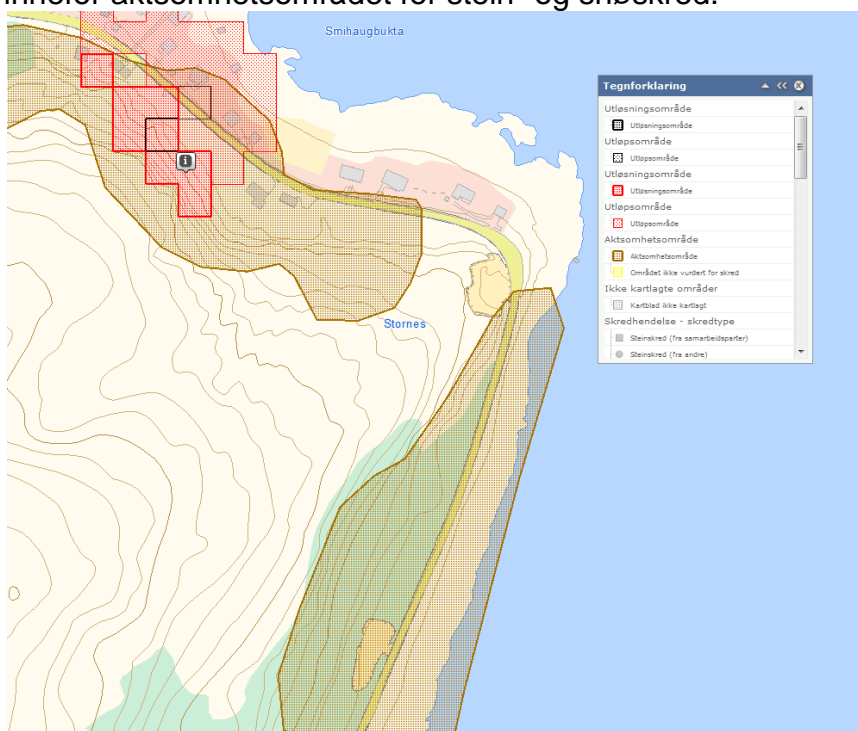 innefor aktsomhetsområdet for stein- og snøskred.
Smihaugbukta
Tegnforklaring
Utløsningsområde
Utløsningsområde
Utløpsområde
Utløpsområde
Utløsningsområde
Utløsningsområde
Utløpsområde
Utløpsområde
Aktsomhetsområde
Aktsomhetsområde
Området ikke vurdert for skred
Ikke kartlagte områder
Kartblad ikke kartlagt
Skredhendelse - skredtype
Steinskred (fra samarbeidsparter)
Steinskred (fra andre)
Stornes